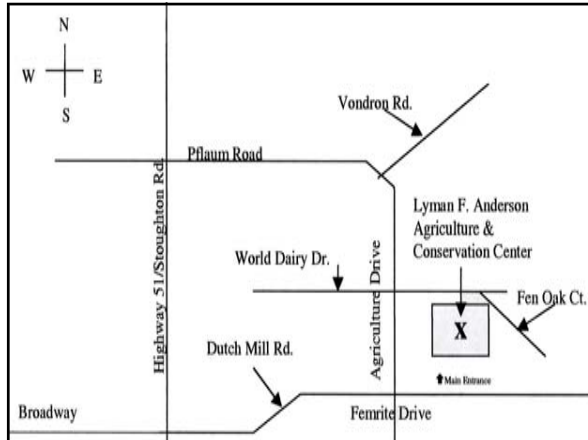 N
W E
S
Vondron Rd.
Pflaum Road
Highway 51/Stoughton Rd.
Lyman F. Anderson
Agriculture &
Conservation Center
World Dairy Dr.
Agriculture Drive
Fen Oak Ct.
X
Dutch Mill Rd.
Main Entrance
Broadway
Femrite Drive